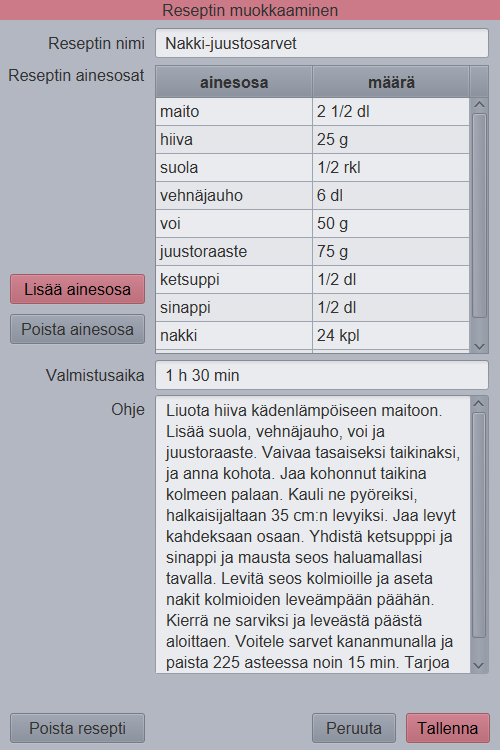 Reseptin muokkaaminen
Reseptin nimi Nakki-juustosarvet
Reseptin ainesosat ainesosa määrä
maito 2 1/2 dl
hiiva 25 g
suola 1/2 rkl
vehnäjauho 6 dl
voi 50 g
juustoraaste 75 g
ketsuppi 1/2 dl
Lisää ainesosa
sinappi 1/2 dl
Poista ainesosa
nakki 24 kpl
Valmistusaika 1 h 30 min
Ohje Liuota hiiva kädenlämpöiseen maitoon.
Lisää suola, vehnäjauho, voi ja
juustoraaste. Vaivaa tasaiseksi taikinaksi,
ja anna kohota. Jaa kohonnut taikina
kolmeen palaan. Kauli ne pyöreiksi,
halkaisijaltaan 35 cm:n levyiksi. Jaa levyt
kahdeksaan osaan. Yhdistä ketsupppi ja
sinappi ja mausta seos haluamallasi
tavalla. Levitä seos kolmioille ja aseta
nakit kolmioiden leveämpään päähän.
Kierrä ne sarviksi ja leveästä päästä
aloittaen. Voitele sarvet kananmunalla ja
paista 225 asteessa noin 15 min. Tarjoa
Poista resepti Peruuta Tallenna